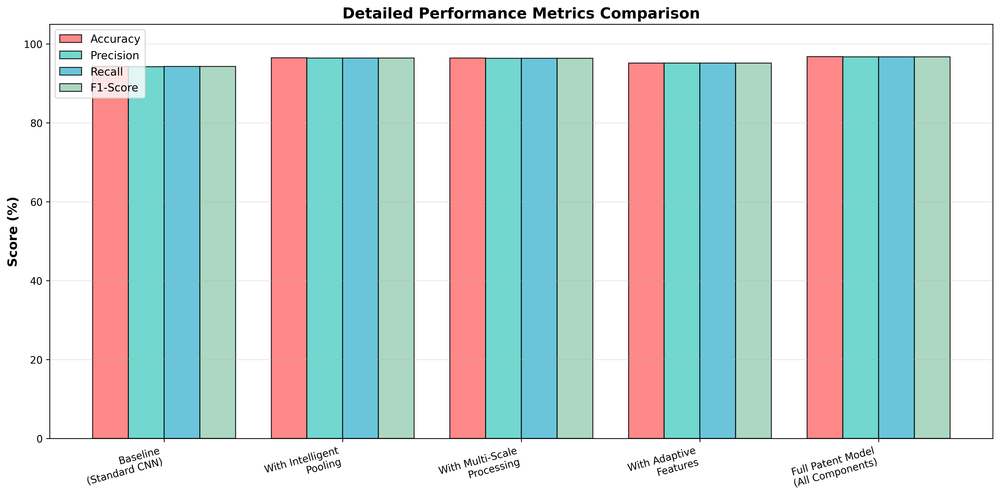 Detailed Performance Metrics Comparison
Accuracy
Precision
Recall
F1-Score
Score (%)
100
80
60
40
20
0
Baseline
(Standard CNN)
With Intelligent
Pooling
With Multi-Scale
Processing
With Adaptive
Features
Full Patent Model
(All Components)